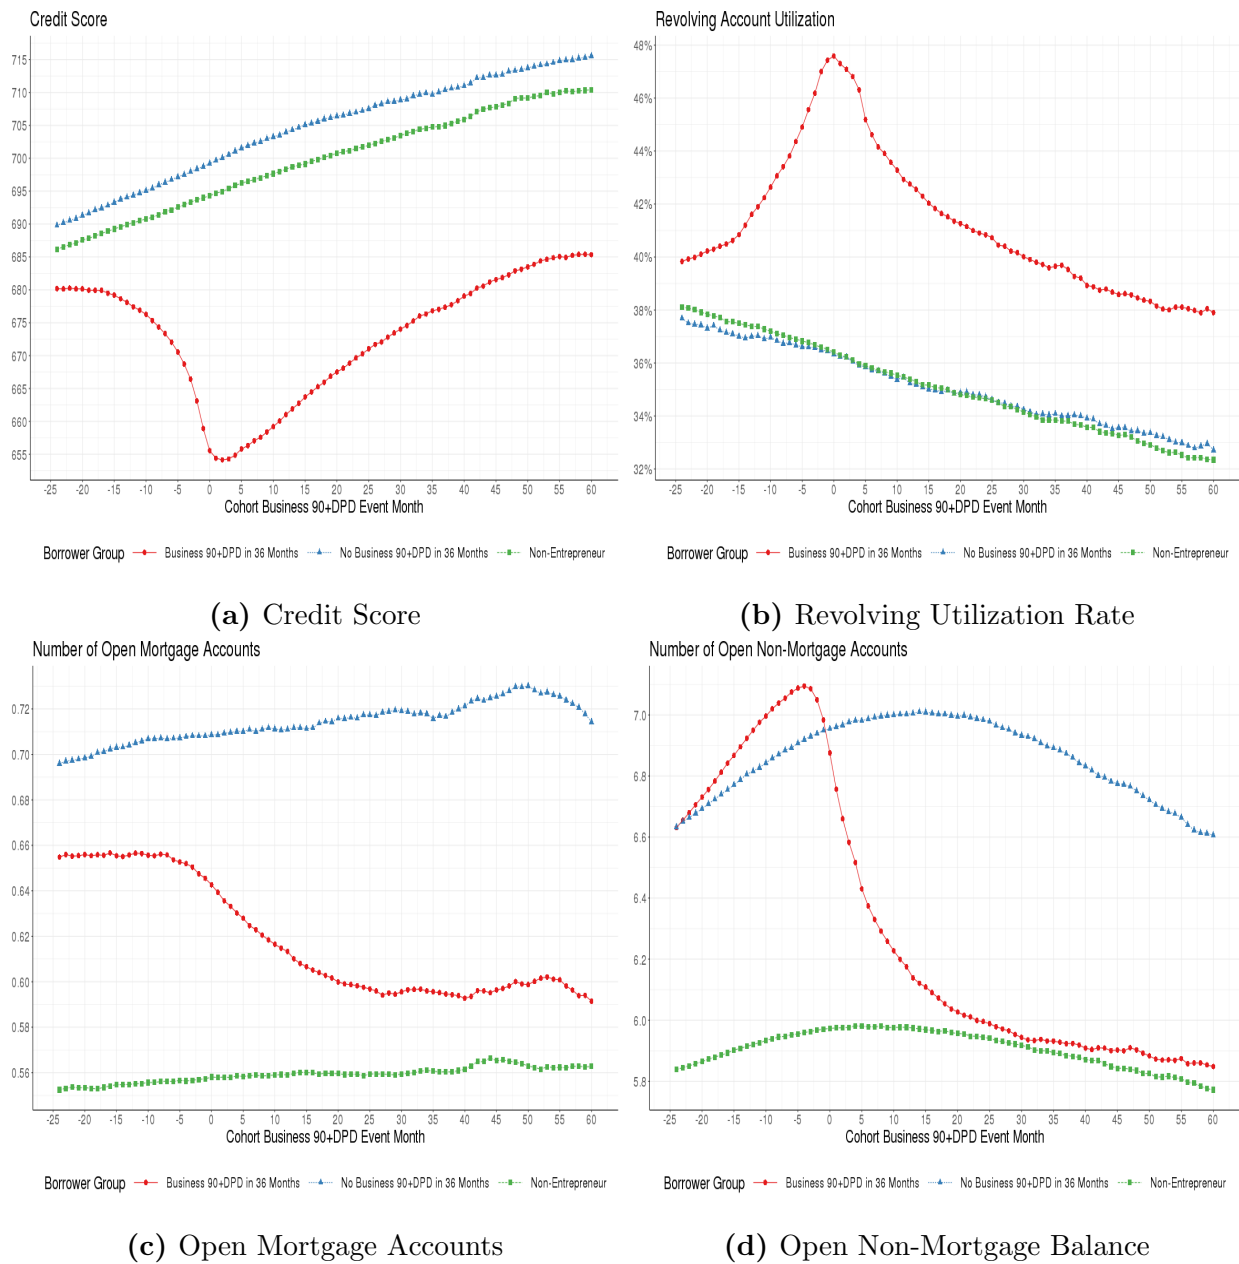 Credit Score
715
710
705
700
695
690
685
680
675
670
665
660
655
-25 -20 -15 -10 -5 0 5 10 15 20 25 30 35 40 45 50 55 60
Cohort Business 90+DPD Event Month
Borrower Group Business 90+DPD in 36 Months No Business 90+DPD in 36 Months Non-Entrepreneur
(a) Credit Score
Revolving Account Utilization
48%
46%
44%
42%
40%
38%
36%
34%
32%
-25 -20 -15 -10 -5 0 5 10 15 20 25 30 35 40 45 50 55 60
Cohort Business 90+DPD Event Month
Borrower Group Business 90+DPD in 36 Months No Business 90+DPD in 36 Months Non-Entrepreneur
(b) Revolving Utilization Rate
Number of Open Mortgage Accounts
0.72
0.70
0.68
0.66
0.64
0.62
0.60
0.58
0.56
-25 -20 -15 -10 -5 0 5 10 15 20 25 30 35 40 45 50 55 60
Cohort Business 90+DPD Event Month
Borrower Group Business 90+DPD in 36 Months No Business 90+DPD in 36 Months Non-Entrepreneur
(c) Open Mortgage Accounts
Number of Open Non-Mortgage Accounts
7.0
6.8
6.6
6.4
6.2
6.0
5.8
-25 -20 -15 -10 -5 0 5 10 15 20 25 30 35 40 45 50 55 60
Cohort Business 90+DPD Event Month
Borrower Group Business 90+DPD in 36 Months No Business 90+DPD in 36 Months Non-Entrepreneur
(d) Open Non-Mortgage Balance